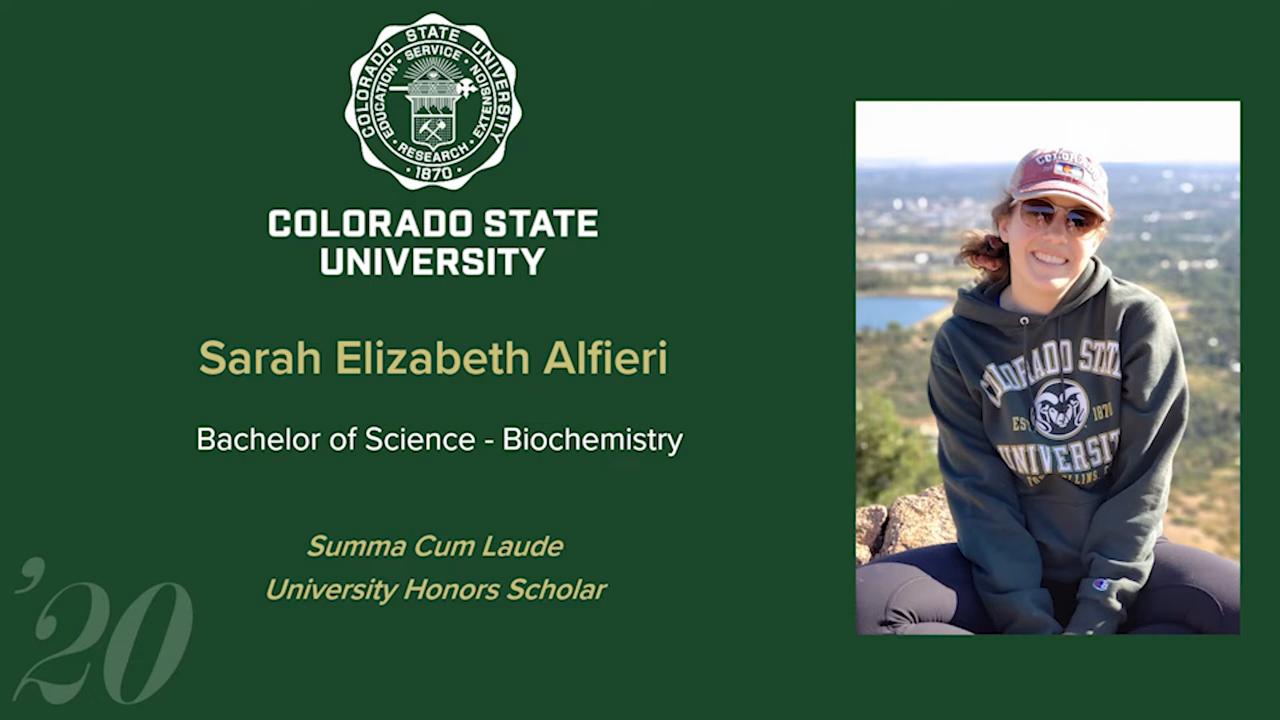 COLORADO STATE UNIVERSITY
EDUCATION • SERVICE • EXTENSION
• RESEARCH •
• 1870 •
COLORADO STATE
UNIVERSITY
Sarah Elizabeth Alfieri
Bachelor of Science - Biochemistry
Summa Cum Laude
University Honors Scholar
’20
COLORADO
COLORADO STATE
EST 1870
UNIVERSITY